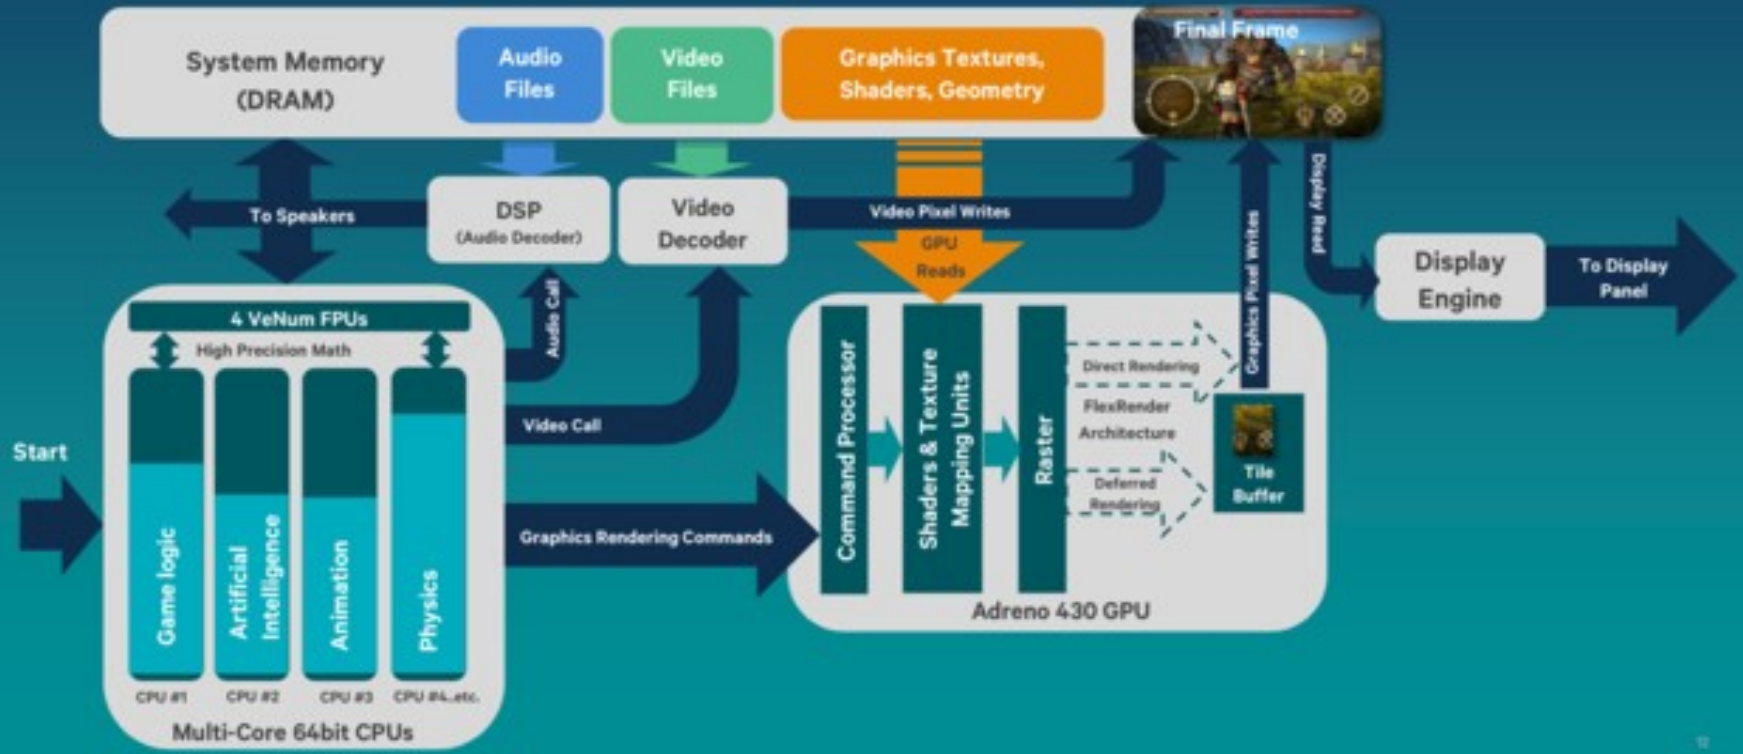 System Memory
(DRAM)
Audio
Files
Video
Files
Graphics Textures,
Shaders, Geometry
Final Frame
To Speakers
DSP
(Audio Decoder)
Video
Decoder
Video Pixel Writes
GPU
Reads
Graphics Pixel Writes
Display Read
Display
Engine
To Display
Panel
4 VeNum FPUs
High Precision Math
Audio Call
Video Call
Start
Graphics Rendering Commands
Game logic
Artificial
Intelligence
Animation
Physics
CPU #1
CPU #2
CPU #3
CPU #4..etc.
Multi-Core 64bit CPUs
Command Processor
Shaders & Texture
Mapping Units
Raster
Direct Rendering
FlexRender
Architecture
Deferred
Rendering
Tile
Buffer
Adreno 430 GPU
12